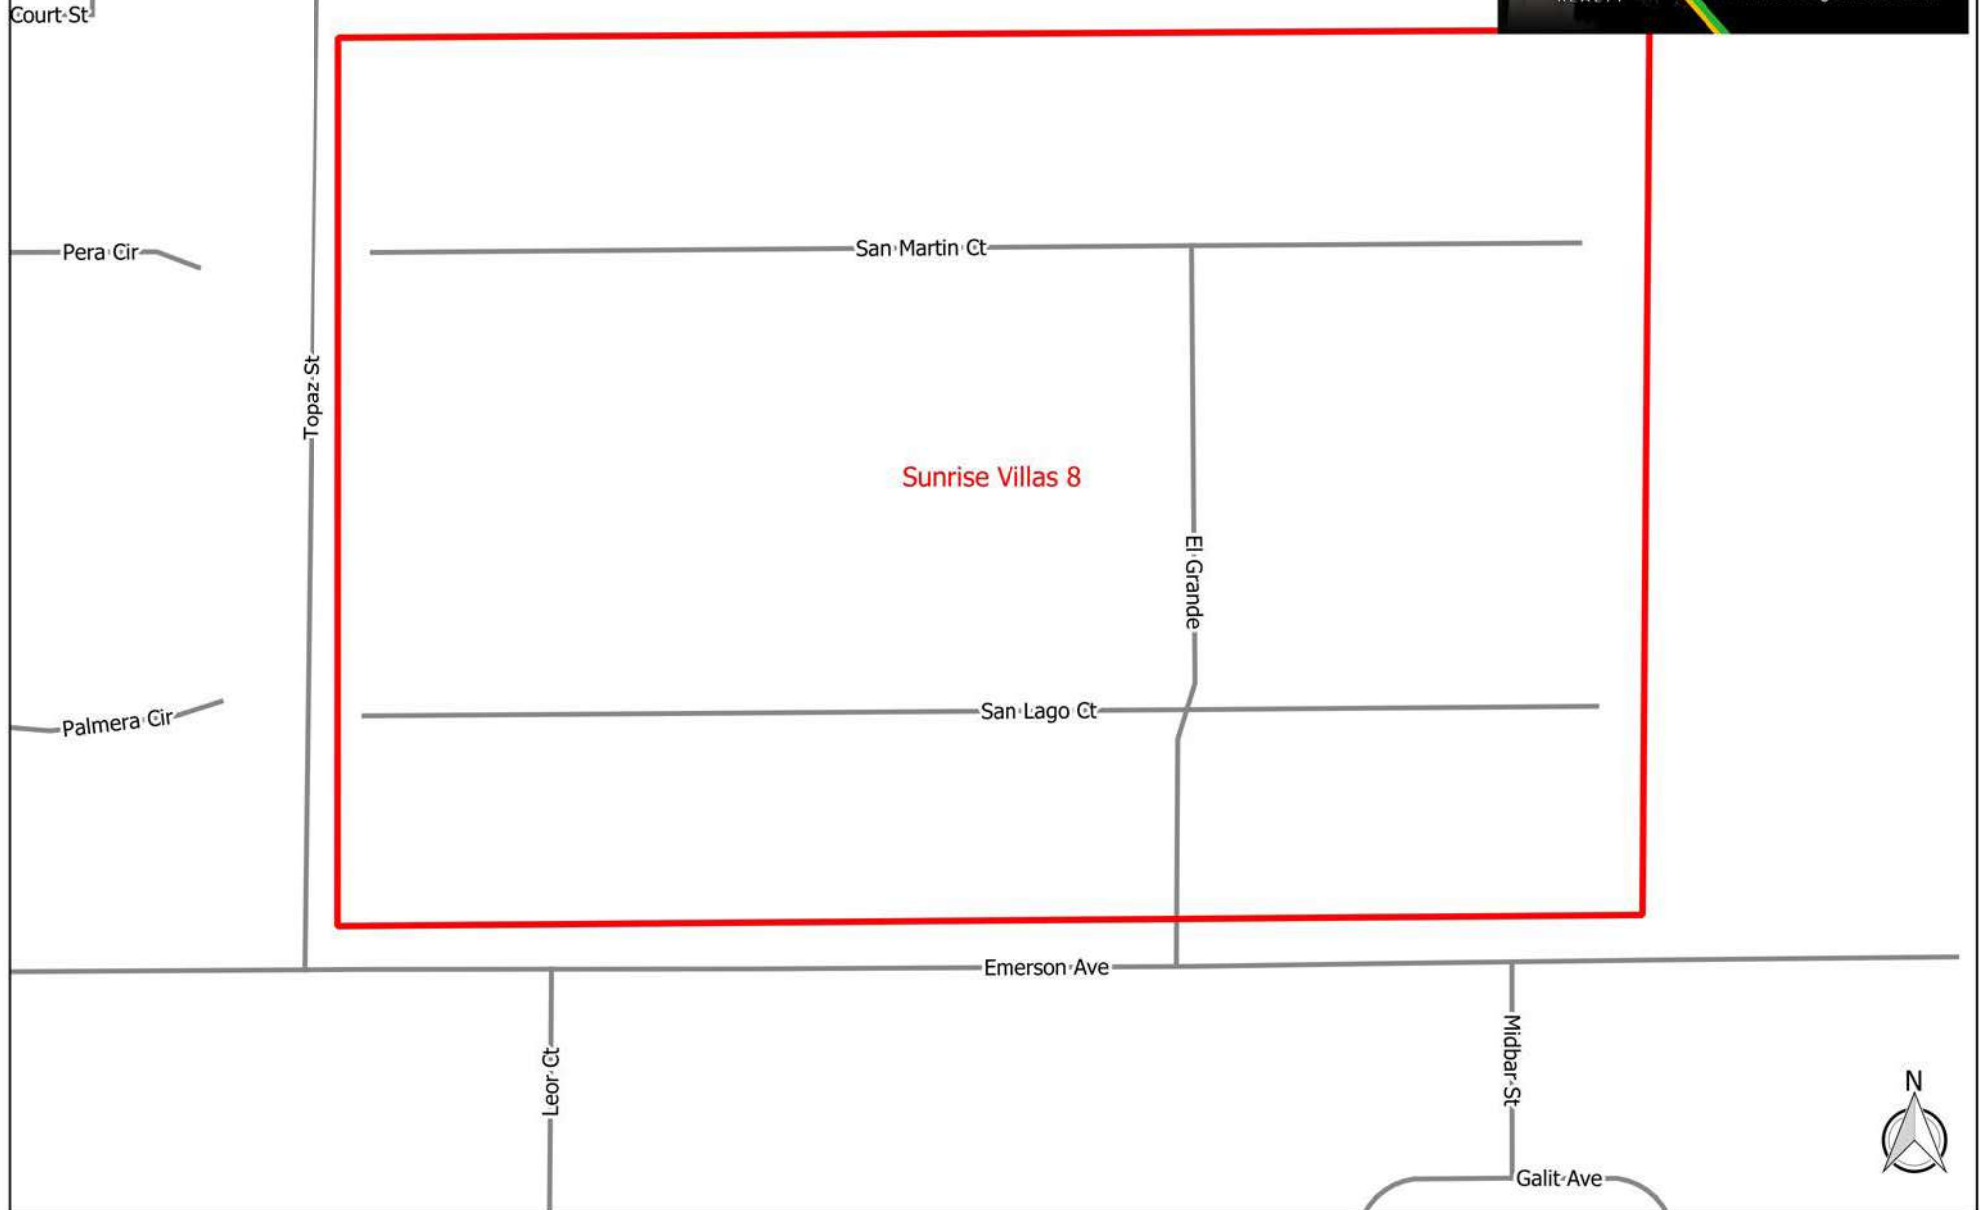 Court St
Pera Cir
San Martin Ct
Topaz St
Sunrise Villas 8
El Grande
Palmera Cir
San Lago Ct
Emerson Ave
Leor Ct
Midbar St
N
Galit Ave